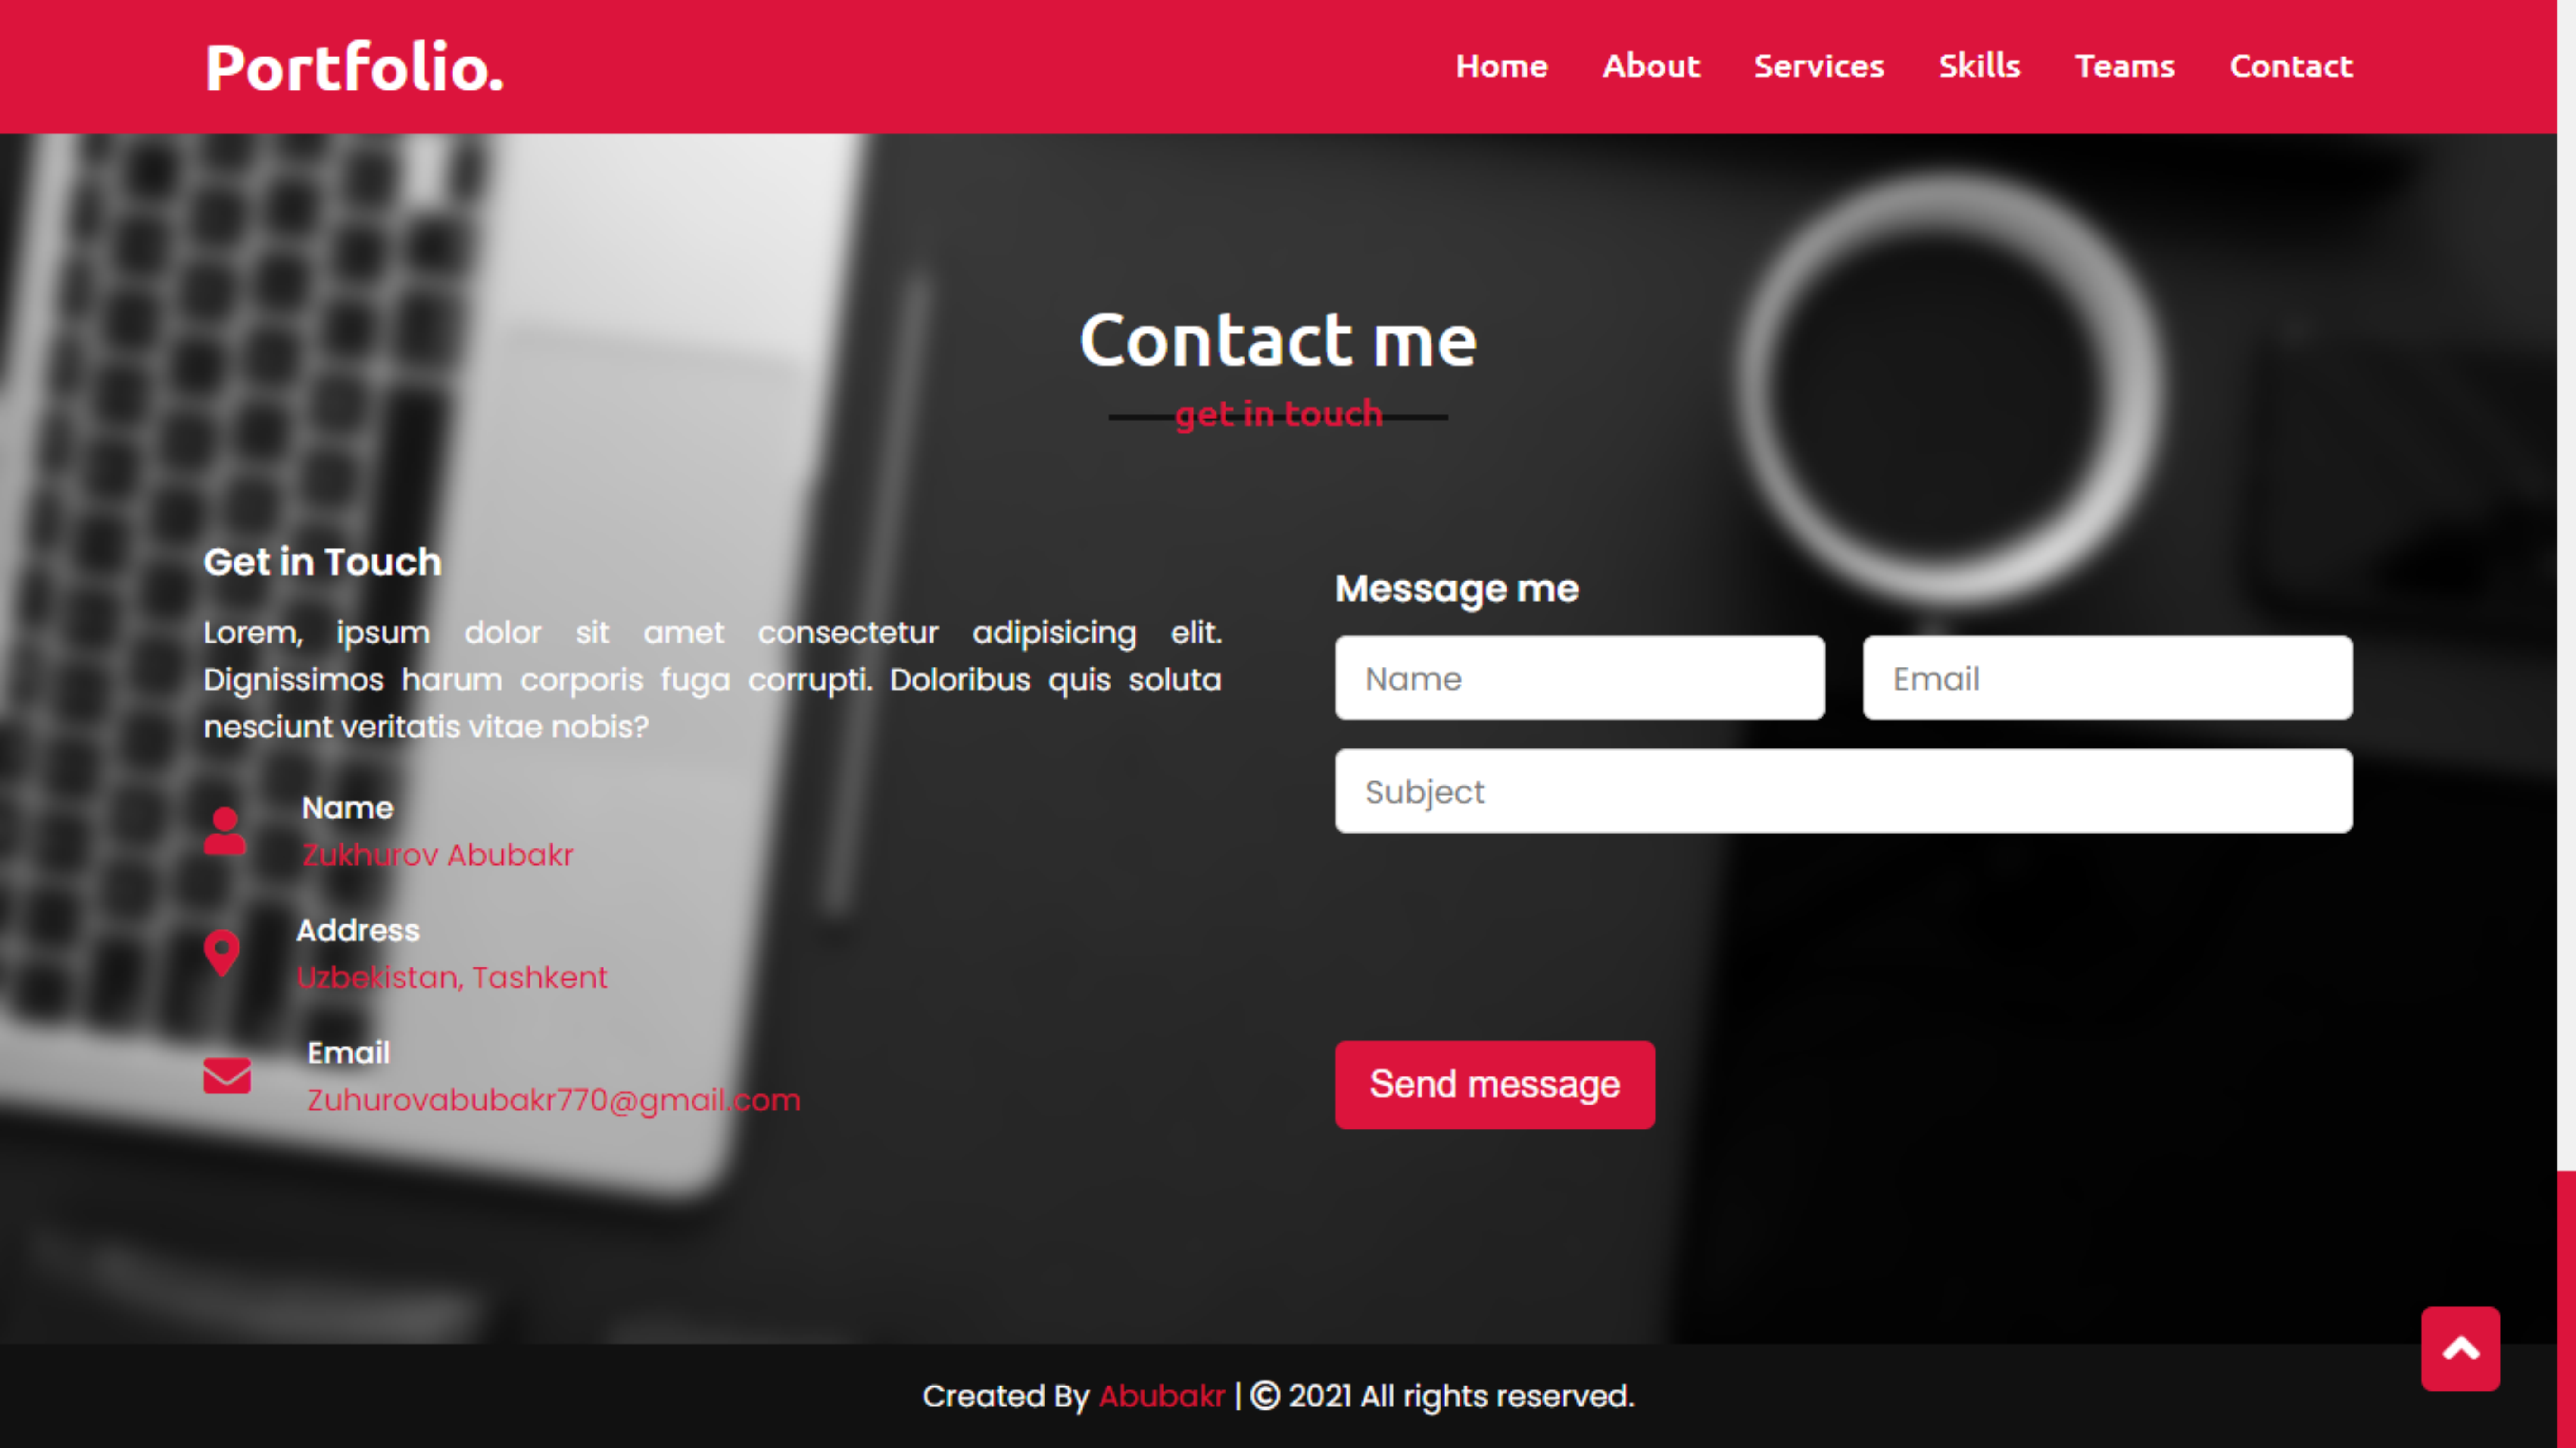 Portfolio.
Home About Services Skills Teams Contact
Contact me
get in touch
Get in Touch
Lorem, ipsum dolor sit amet consectetur adipisicing elit.
Dignissimos harum corporis fuga corrupti. Doloribus quis soluta
nesciunt veritatis vitae nobis?
Name
Zukhurov Abubakr
Address
Uzbekistan, Tashkent
Email
Zuhurovabubakr770@gmail.com
Message me
Name
Email
Subject
Send message
Created By Abubakr | © 2021 All rights reserved.